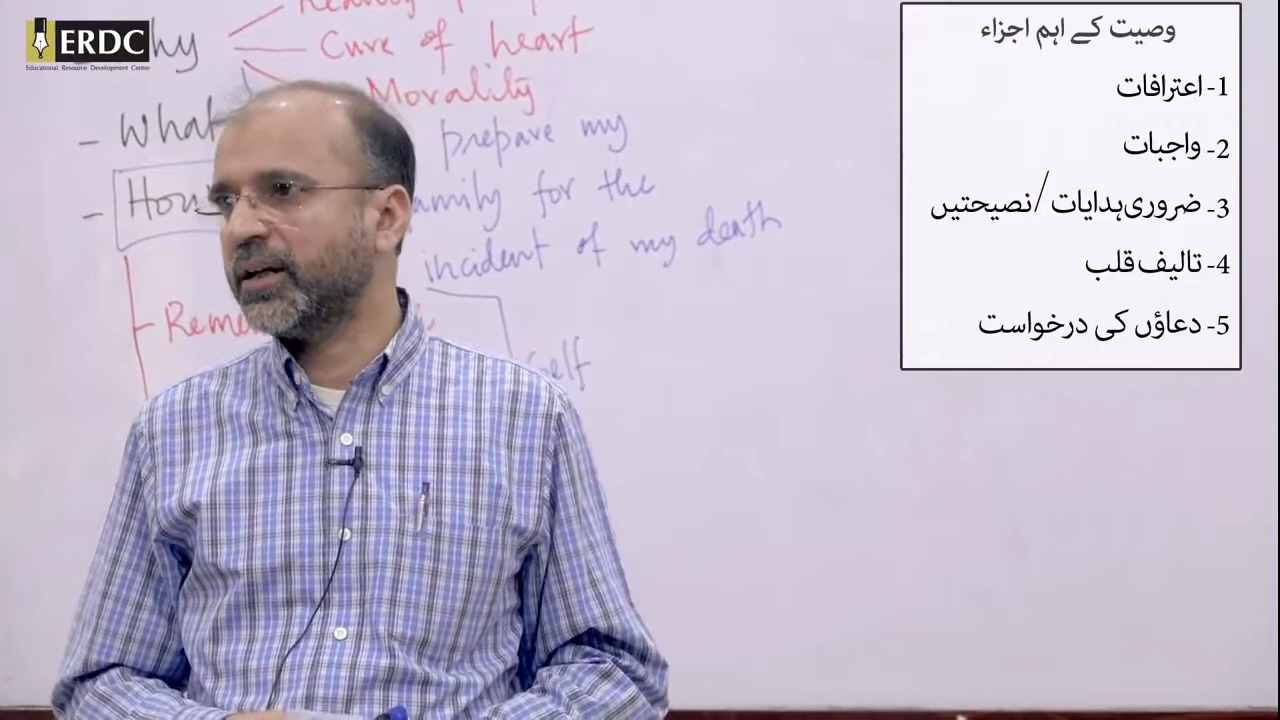 ERDC
Educational Resource Development Centre
Cure of heart
Morality
- What
prepare my
- How
family for the
incident of my death
self
وصیت کے اہم اجزاء
1- اعترافات
2- واجبات
3- ضروری ہدایات / نصیحتیں
4- تالیف قلب
5- دعاؤں کی درخواست